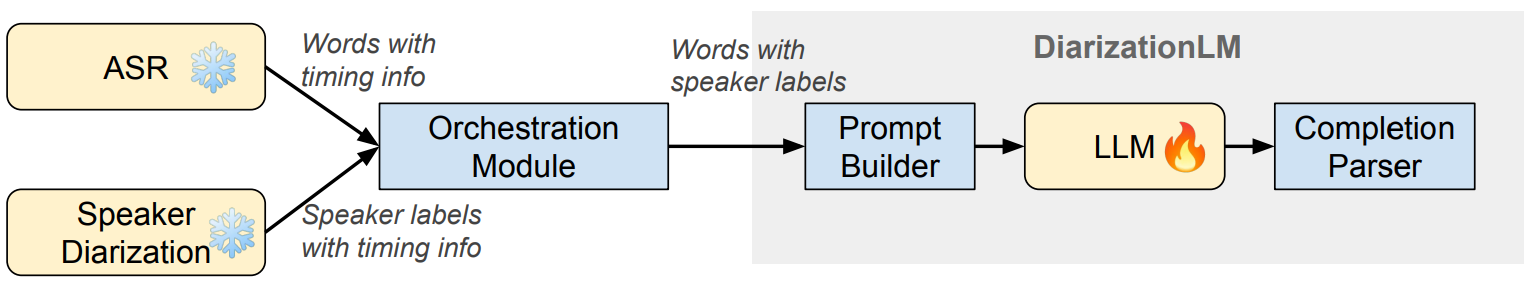 ASR
Words with
timing info
Speaker
Diarization
Speaker labels
with timing info
Orchestration
Module
Words with
speaker labels
DiarizationLM
Prompt
Builder
LLM
Completion
Parser